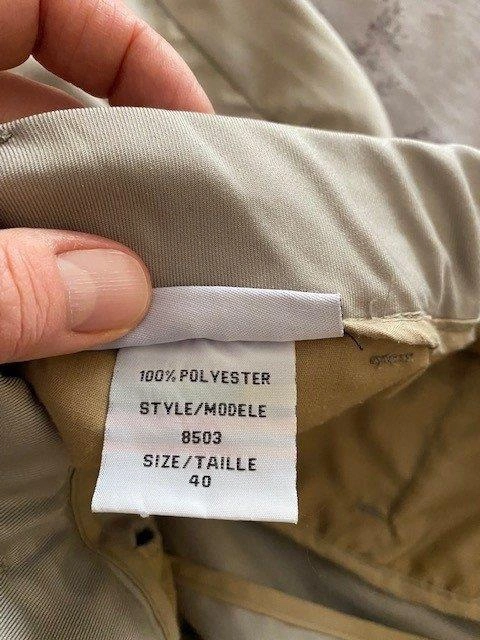 100% POLYESTER
STYLE/MODELE
8503
SIZE/TAILLE
40